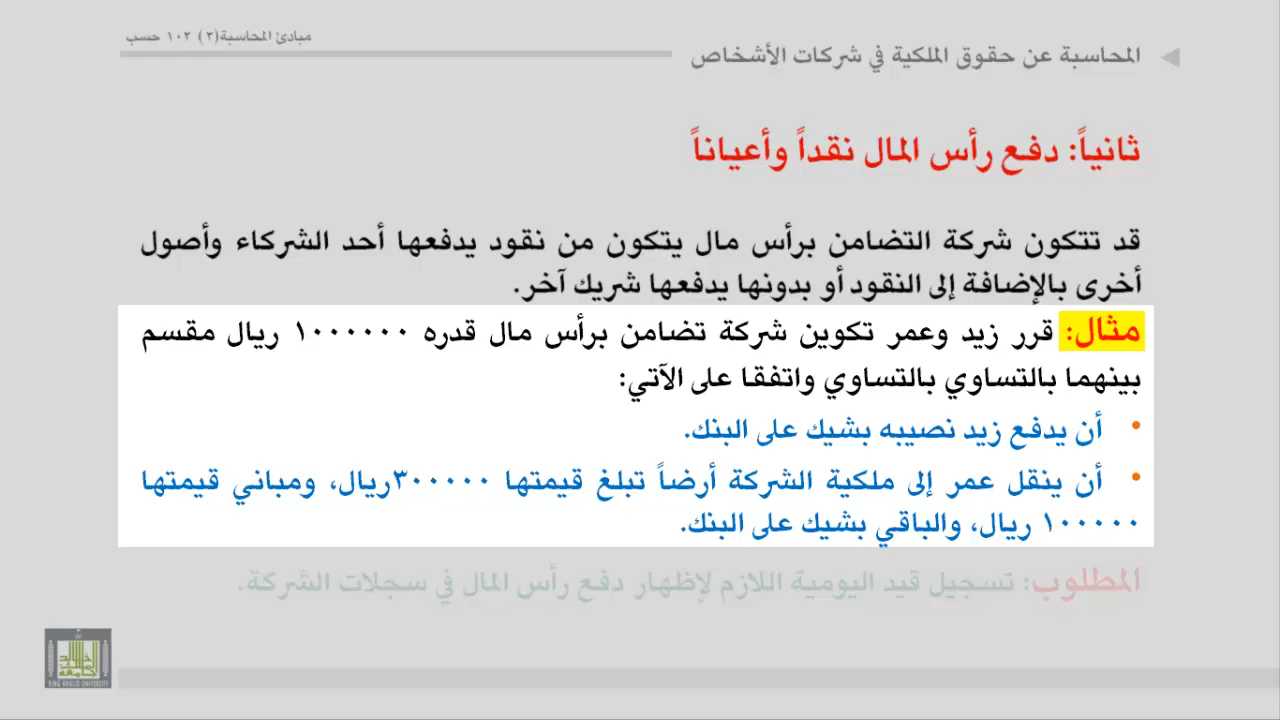 مبادئ المحاسبة(٢) ١٠٢ حسب
المحاسبة عن حقوق الملكية في شركات الأشخاص
ثانياً: دفع رأس المال نقداً وأعياناً
قد تتكون شركة التضامن برأس مال يتكون من نقود يدفعها أحد الشركاء وأصول
أخرى بالإضافة إلى النقود أو بدونها يدفعها شريك آخر.
مثال: قرر زيد وعمر تكوين شركة تضامن برأس مال قدره ١٠٠٠٠٠٠ ريال مقسم
بينهما بالتساوي بالتساوي واتفقا على الآتي:
• أن يدفع زيد نصيبه بشيك على البنك.
• أن ينقل عمر إلى ملكية الشركة أرضاً تبلغ قيمتها ٣٠٠٠٠٠ريال، ومباني قيمتها
١٠٠٠٠٠ ريال، والباقي بشيك على البنك.
المطلوب: تسجيل قيد اليومية اللازم لإظهار دفع رأس المال في سجلات الشركة.
KING KHALID UNIVERSITY